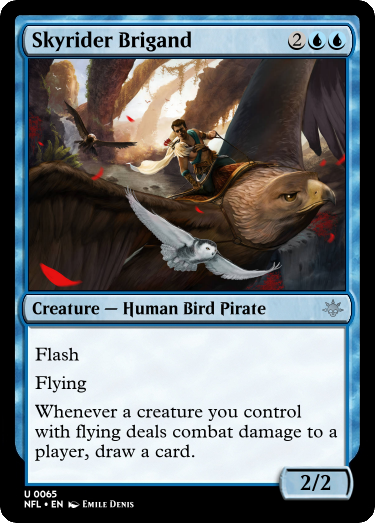 Skyrider Brigand 2
Creature — Human Bird Pirate
Flash
Flying
Whenever a creature you control
with flying deals combat damage to a
player, draw a card.
2/2
U 0065
NFL • EN Emile Denis